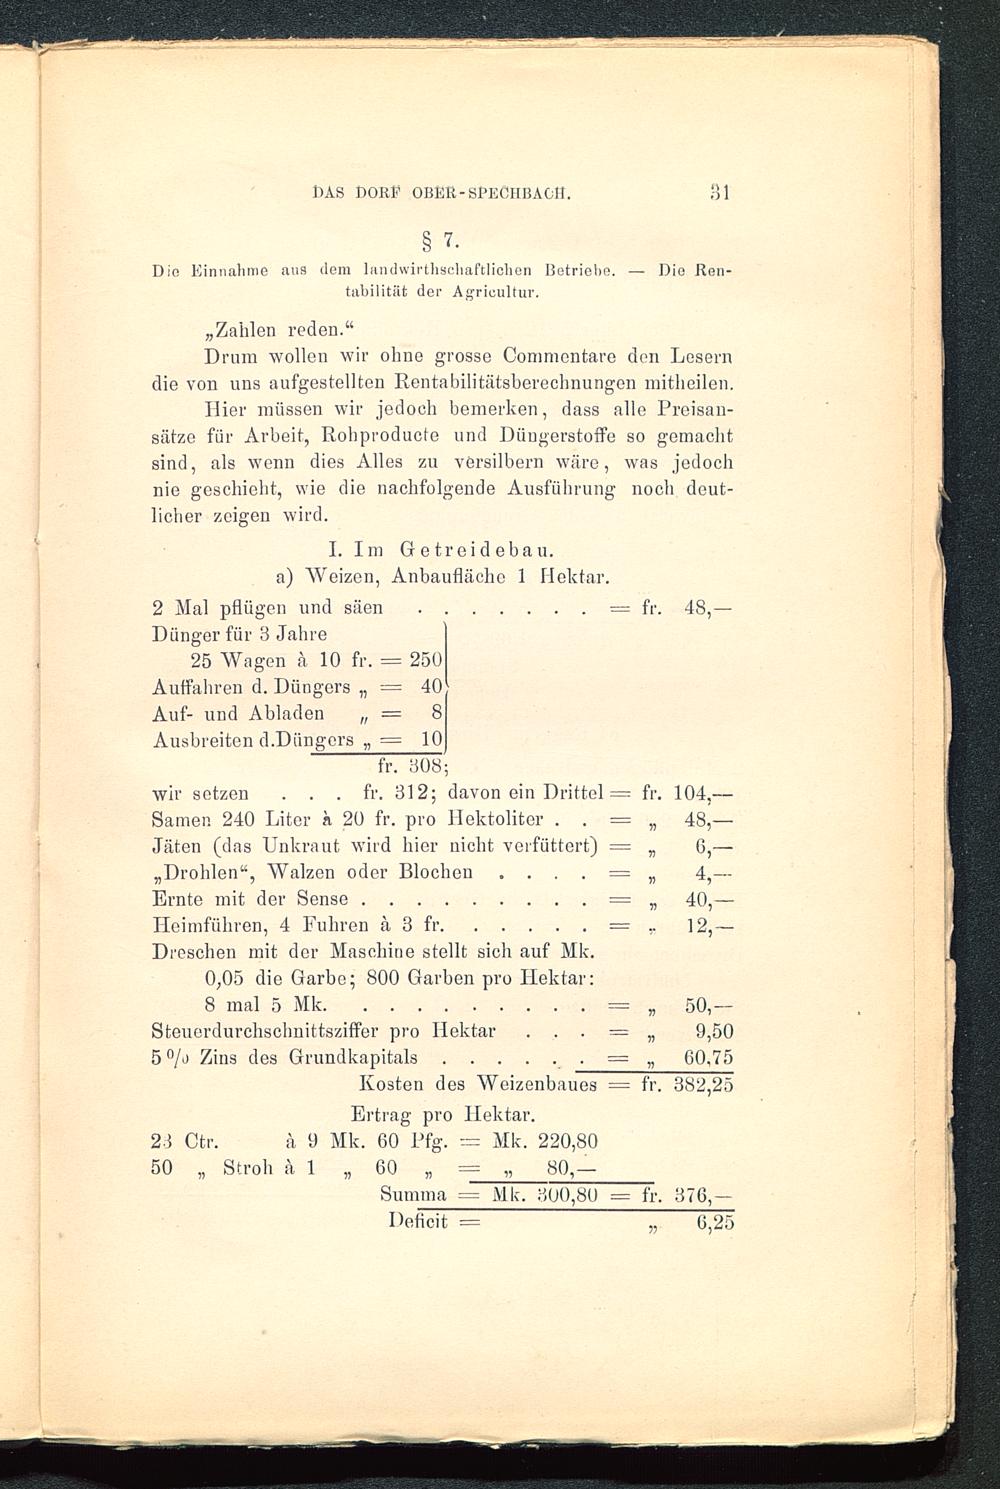 DAS DORF OBER-SPECHBACH. 31
§ 7.
Die Einnahme aus dem landwirthschaftlichen Betriebe. — Die Ren-
tabilität der Agricultur.
„Zahlen reden.“
Drum wollen wir ohne grosse Commentare den Lesern
die von uns aufgestellten Rentabilitätsberechnungen mitheilen.
Hier müssen wir jedoch bemerken, dass alle Preisan-
sätze für Arbeit, Rohproducte und Düngerstoffe so gemacht
sind, als wenn dies Alles zu versilbern wäre, was jedoch
nie geschieht, wie die nachfolgende Ausführung noch deut-
licher zeigen wird.
I. Im Getreidebau.
a) Weizen, Anbaufläche 1 Hektar.
2 Mal pflügen und säen . . . . . . . = fr. 48,—
Dünger für 3 Jahre
25 Wagen à 10 fr. = 250
Auffahren d. Düngers „ = 40
Auf- und Abladen „ = 8
Ausbreiten d. Düngers „ = 10
fr. 308;
wir setzen . . . fr. 312; davon ein Drittel = fr. 104,—
Samen 240 Liter à 20 fr. pro Hektoliter . . = „ 48,—
Jäten (das Unkraut wird hier nicht verfüttert) = „ 6,—
„Drohlen“, Walzen oder Blochen . . . . = „ 4,—
Ernte mit der Sense . . . . . . . . . = „ 40,—
Heimführen, 4 Fuhren à 3 fr. . . . . . = „ 12,—
Dreschen mit der Maschine stellt sich auf Mk.
0,05 die Garbe; 800 Garben pro Hektar:
8 mal 5 Mk. . . . . . . . . . = „ 50,—
Steuerdurchschnittsziffer pro Hektar . . . = „ 9,50
5% Zins des Grundkapitals . . . . . . = „ 60,75
Kosten des Weizenbaues = fr. 382,25
Ertrag pro Hektar.
23 Ctr. à 9 Mk. 60 Pfg. = Mk. 220,80
50 „ Stroh à 1 „ 60 „ = „ 80,—
Summa = Mk. 300,80 = fr. 376,—
Deficit = „ 6,25